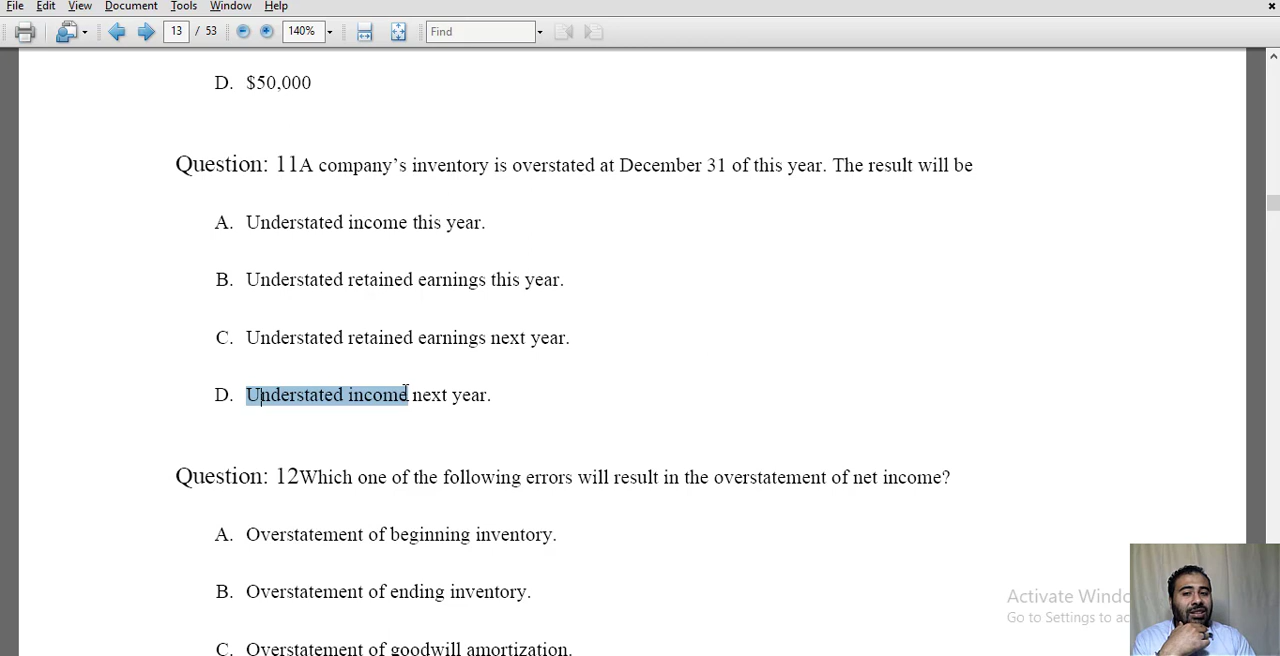 File Edit View Document Tools Window Help
13 / 53 140% Find
D. $50,000
Question: 11A company’s inventory is overstated at December 31 of this year. The result will be
A. Understated income this year.
B. Understated retained earnings this year.
C. Understated retained earnings next year.
D. Understated income next year.
Question: 12Which one of the following errors will result in the overstatement of net income?
A. Overstatement of beginning inventory.
B. Overstatement of ending inventory.
Activate Windo
Go to Settings to ac
C. Overstatement of goodwill amortization.